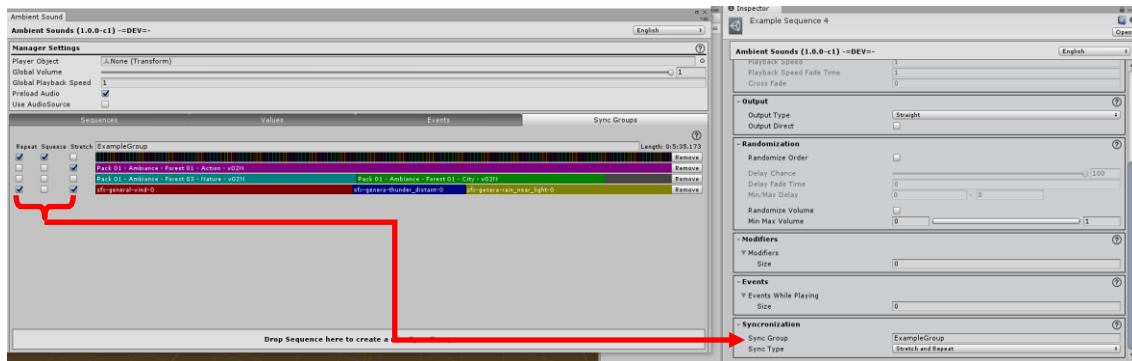 Ambient Sound
Ambient Sounds (1.0.0-c1) -=DEV=-
English
Manager Settings
Player Object
None (Transform)
Global Volume
1
Global Playback Speed
1
Preload Audio
Use AudioSource
Sequences
Values
Events
Sync Groups
Repeat Squeeze Stretch
ExampleGroup
Length: 0:5:35.173
Remove
Pack 01 - Ambiance - Forest 01 - Action - v02N
Remove
Pack 01 - Ambiance - Forest 03 - Nature - v02N
Pack 01 - Ambiance - Forest 01 - City - v02N
Remove
sfx-general-wind-0
sfx-genera-thunder_distant-0
sfx-genera-rain_near_light-0
Remove
Drop Sequence here to create a
Inspector
Example Sequence 4
Open
Ambient Sounds (1.0.0-c1) -=DEV=-
English
Playback Speed
1
Playback Speed Fade Time
1
Cross Fade
0
- Output
Output Type
Straight
Output Direct
- Randomization
Randomize Order
Delay Chance
100
Delay Fade Time
0
Min/Max Delay
0
- 0
Randomize Volume
Min Max Volume
0
1
- Modifiers
Modifiers
Size
0
- Events
Events While Playing
Size
0
- Syncronization
Sync Group
ExampleGroup
Sync Type
Stretch and Repeat